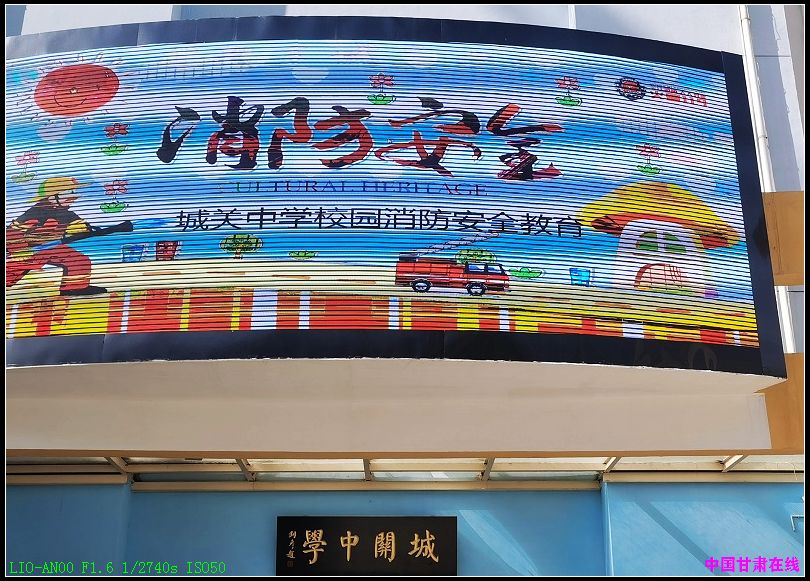 消防安全
CULTURAL HERITAGE
城关中学校园消防安全教育
學中關城
LIO-AN00 F1.6 1/2740s ISO50
中国甘肃在线